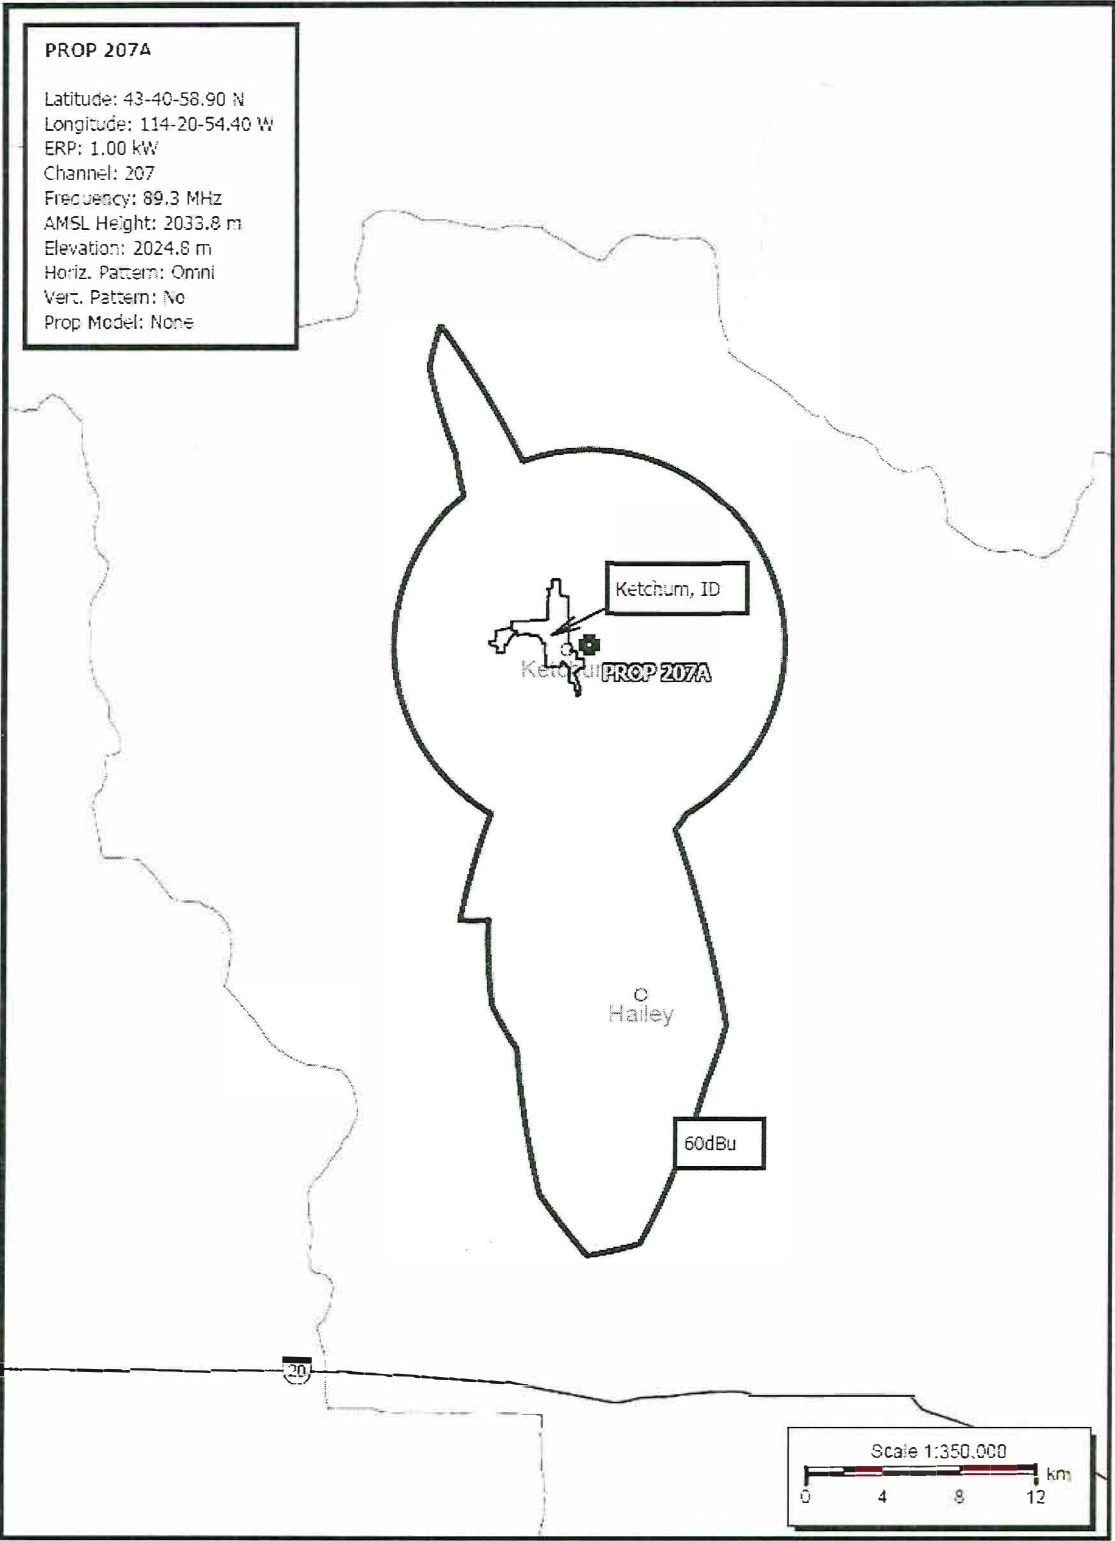 PROP 207A
Latitude: 43-40-58.90 N
Longitude: 114-20-54.40 W
ERP: 1.00 kW
Channel: 207
Frequency: 89.3 MHz
AMSL Height: 2033.8 m
Elevation: 2024.8 m
Horiz. Pattern: Omni
Vert. Pattern: No
Prop Model: None
Ketchum, ID
PROP 207A
Hailey
60dBu
20
Scale 1:350,000
km
0 4 8 12